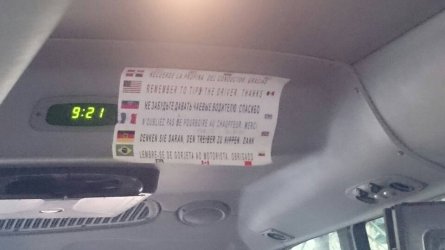 RECUERDE LA PROPINA DEL CONDUCTOR GRACIAS
REMEMBER TO TIP THE DRIVER. THANKS
9:21
НЕ ЗАБУДЬТЕ ДАВАТЬ ЧАЕВЫЕ ВОДИТЕЛЮ. СПАСИБО
N'OUBLIEZ PAS DE POURBOIRE AU CHAUFFEUR. MERCI
DENKEN SIE DARAN, DEN TREIBER ZU KIPPEN. DANK
LEMBRE-SE DE GORJETA AO MOTORISTA. OBRIGADO